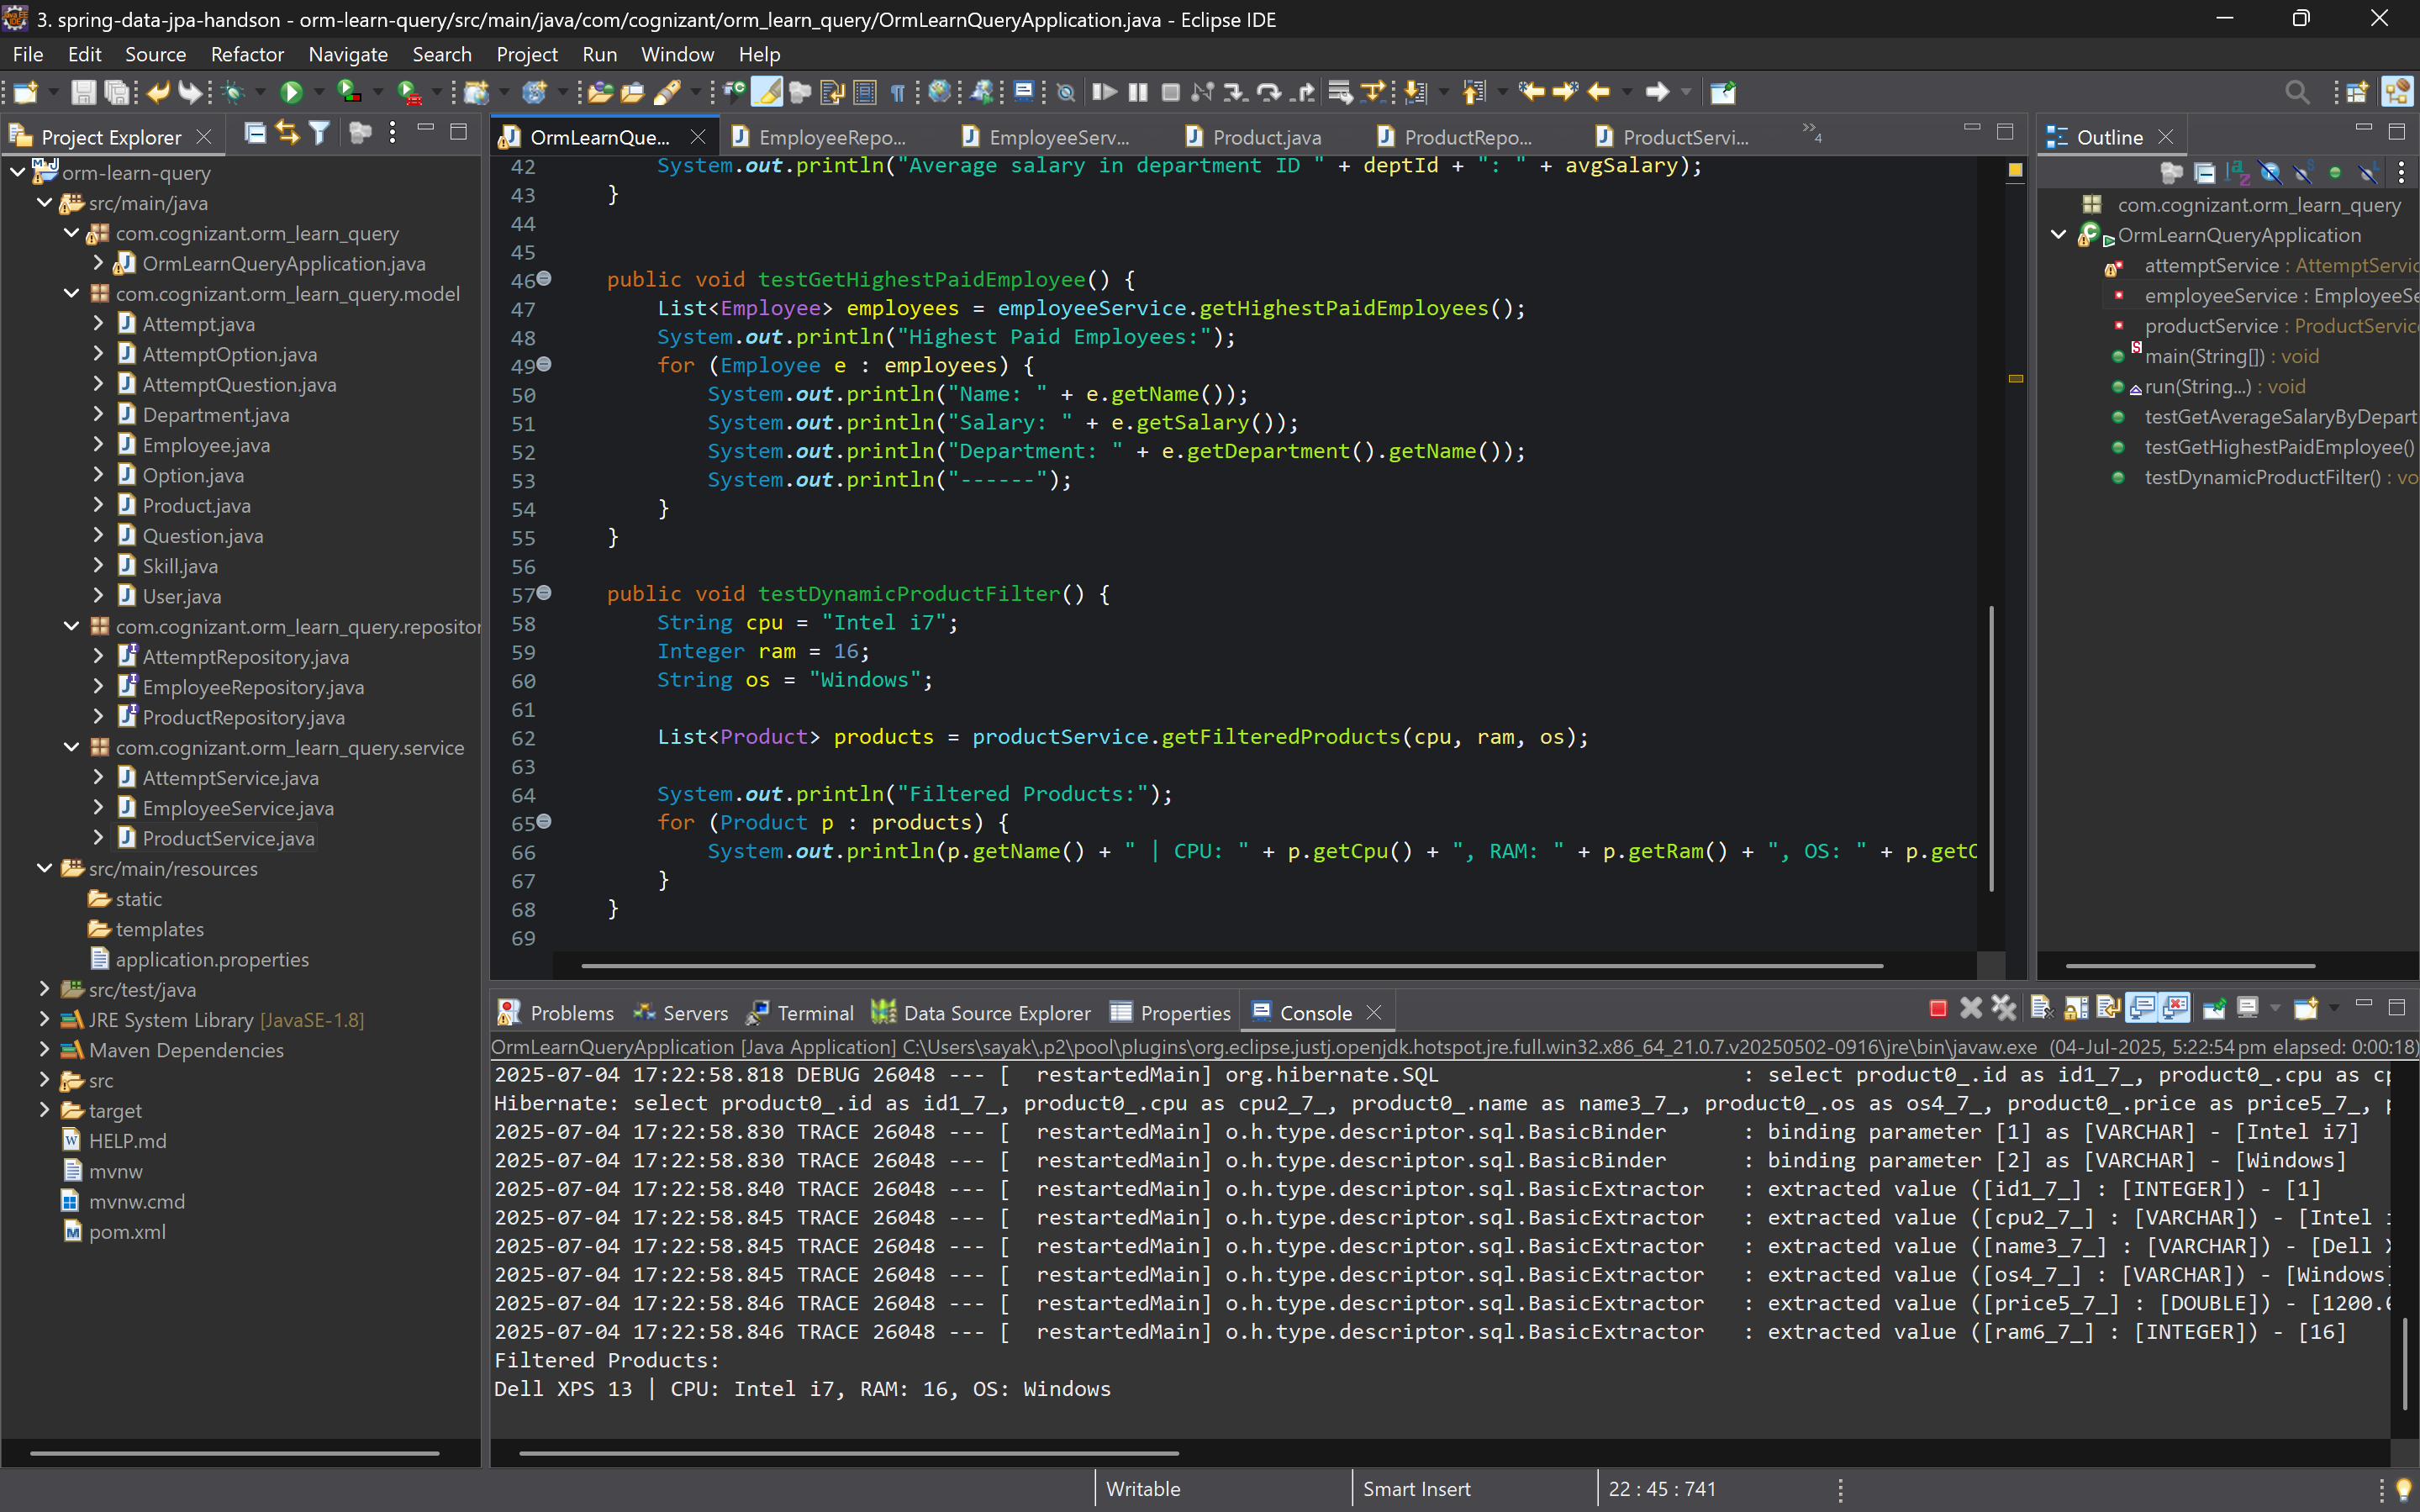 3. spring-data-jpa-handson - orm-learn-query/src/main/java/com/cognizant/orm_learn_query/OrmLearnQueryApplication.java - Eclipse IDE
File Edit Source Refactor Navigate Search Project Run Window Help
Project Explorer
orm-learn-query
src/main/java
com.cognizant.orm_learn_query
OrmLearnQueryApplication.java
com.cognizant.orm_learn_query.model
Attempt.java
AttemptOption.java
AttemptQuestion.java
Department.java
Employee.java
Option.java
Product.java
Question.java
Skill.java
User.java
com.cognizant.orm_learn_query.repositor
AttemptRepository.java
EmployeeRepository.java
ProductRepository.java
com.cognizant.orm_learn_query.service
AttemptService.java
EmployeeService.java
ProductService.java
src/main/resources
static
templates
application.properties
src/test/java
JRE System Library [JavaSE-1.8]
Maven Dependencies
src
target
HELP.md
mvnw
mvnw.cmd
pom.xml
OrmLearnQue... EmployeeRepo... EmployeeServ... Product.java ProductRepo... ProductServi... »4
42 System.out.println("Average salary in department ID " + deptId + ": " + avgSalary);
43 }
44
45
46 public void testGetHighestPaidEmployee() {
47 List<Employee> employees = employeeService.getHighestPaidEmployees();
48 System.out.println("Highest Paid Employees:");
49 for (Employee e : employees) {
50 System.out.println("Name: " + e.getName());
51 System.out.println("Salary: " + e.getSalary());
52 System.out.println("Department: " + e.getDepartment().getName());
53 System.out.println("------");
54 }
55 }
56
57 public void testDynamicProductFilter() {
58 String cpu = "Intel i7";
59 Integer ram = 16;
60 String os = "Windows";
61
62 List<Product> products = productService.getFilteredProducts(cpu, ram, os);
63
64 System.out.println("Filtered Products:");
65 for (Product p : products) {
66 System.out.println(p.getName() + " | CPU: " + p.getCpu() + ", RAM: " + p.getRam() + ", OS: " + p.getO
67 }
68 }
69
Outline
com.cognizant.orm_learn_query
OrmLearnQueryApplication
attemptService : AttemptServic
employeeService : EmployeeSe
productService : ProductService
main(String[]) : void
run(String...) : void
testGetAverageSalaryByDepart
testGetHighestPaidEmployee()
testDynamicProductFilter() : vo
Problems Servers Terminal Data Source Explorer Properties Console
OrmLearnQueryApplication [Java Application] C:\Users\sayak\.p2\pool\plugins\org.eclipse.justj.openjdk.hotspot.jre.full.win32.x86_64_21.0.7.v20250502-0916\jre\bin\javaw.exe (04-Jul-2025, 5:22:54 pm elapsed: 0:00:18)
2025-07-04 17:22:58.818 DEBUG 26048 --- [ restartedMain] org.hibernate.SQL : select product0_.id as id1_7_, product0_.cpu as cp
Hibernate: select product0_.id as id1_7_, product0_.cpu as cpu2_7_, product0_.name as name3_7_, product0_.os as os4_7_, product0_.price as price5_7_, p
2025-07-04 17:22:58.830 TRACE 26048 --- [ restartedMain] o.h.type.descriptor.sql.BasicBinder : binding parameter [1] as [VARCHAR] - [Intel i7]
2025-07-04 17:22:58.830 TRACE 26048 --- [ restartedMain] o.h.type.descriptor.sql.BasicBinder : binding parameter [2] as [VARCHAR] - [Windows]
2025-07-04 17:22:58.840 TRACE 26048 --- [ restartedMain] o.h.type.descriptor.sql.BasicExtractor : extracted value ([id1_7_] : [INTEGER]) - [1]
2025-07-04 17:22:58.845 TRACE 26048 --- [ restartedMain] o.h.type.descriptor.sql.BasicExtractor : extracted value ([cpu2_7_] : [VARCHAR]) - [Intel i
2025-07-04 17:22:58.845 TRACE 26048 --- [ restartedMain] o.h.type.descriptor.sql.BasicExtractor : extracted value ([name3_7_] : [VARCHAR]) - [Dell X
2025-07-04 17:22:58.845 TRACE 26048 --- [ restartedMain] o.h.type.descriptor.sql.BasicExtractor : extracted value ([os4_7_] : [VARCHAR]) - [Windows]
2025-07-04 17:22:58.846 TRACE 26048 --- [ restartedMain] o.h.type.descriptor.sql.BasicExtractor : extracted value ([price5_7_] : [DOUBLE]) - [1200.0
2025-07-04 17:22:58.846 TRACE 26048 --- [ restartedMain] o.h.type.descriptor.sql.BasicExtractor : extracted value ([ram6_7_] : [INTEGER]) - [16]
Filtered Products:
Dell XPS 13 | CPU: Intel i7, RAM: 16, OS: Windows
Writable Smart Insert 22 : 45 : 741